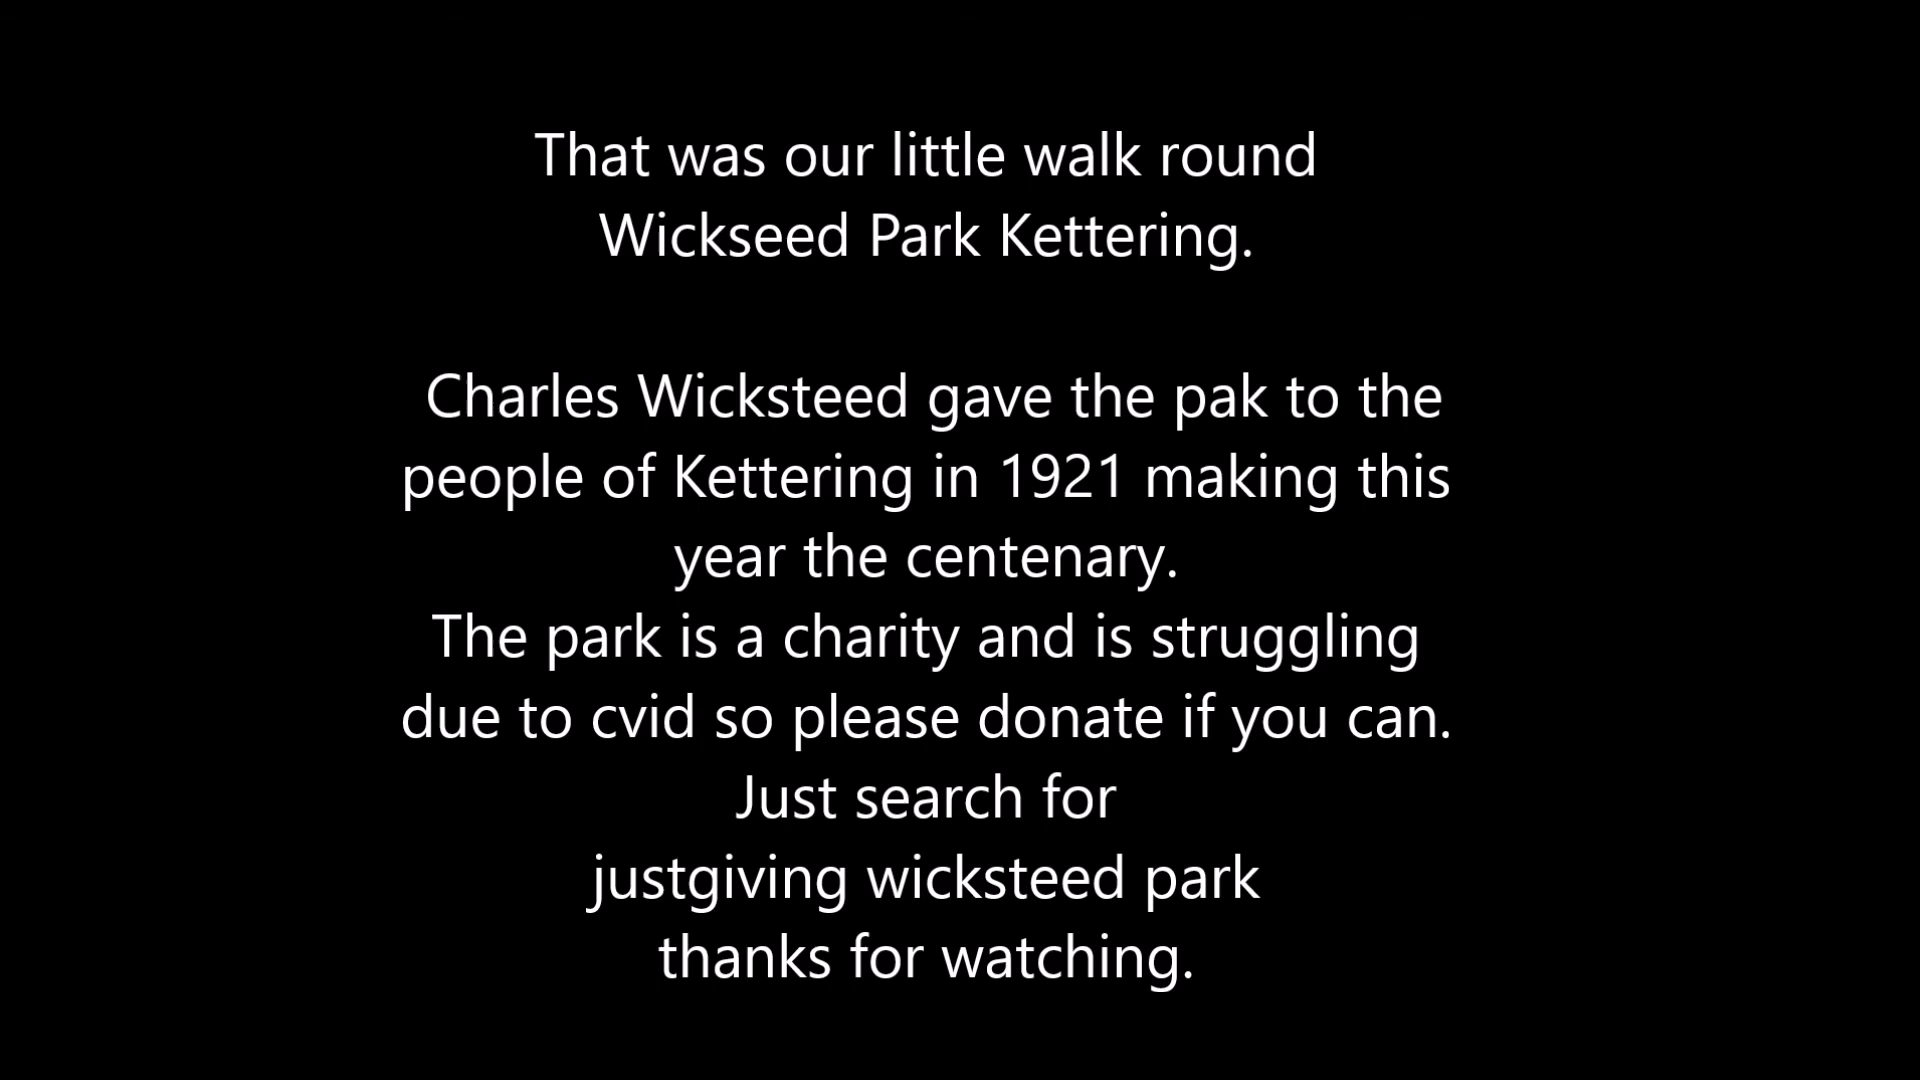 That was our little walk round
Wickseed Park Kettering.
Charles Wicksteed gave the pak to the
people of Kettering in 1921 making this
year the centenary.
The park is a charity and is struggling
due to cvid so please donate if you can.
Just search for
justgiving wicksteed park
thanks for watching.